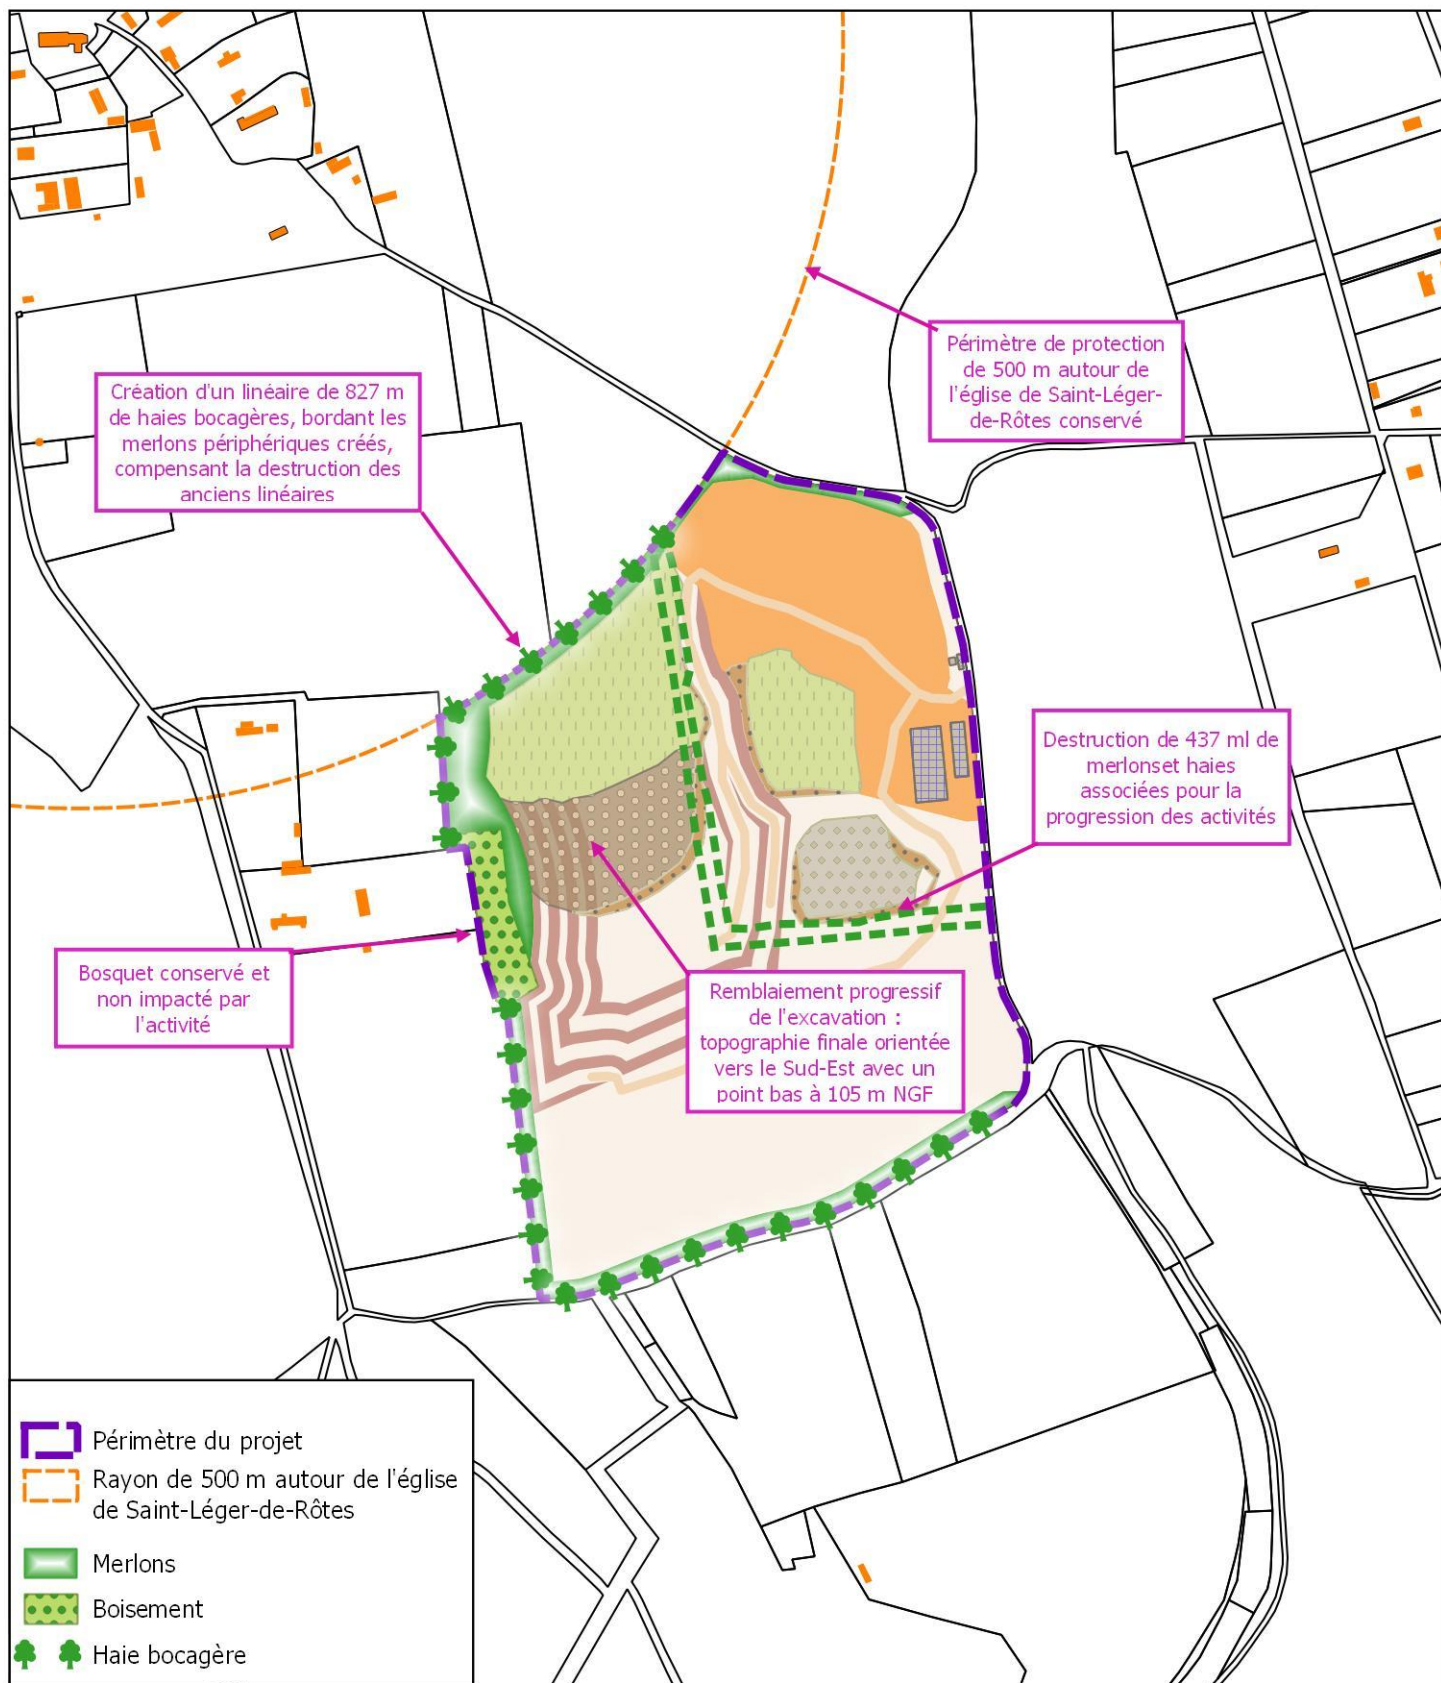 Périmètre de protection
de 500 m autour de
l'église de Saint-Léger-
de-Rôtes conservé
Création d'un linéaire de 827 m
de haies bocagères, bordant les
merlons périphériques créés,
compensant la destruction des
anciens linéaires
Destruction de 437 ml de
merlonset haies
associées pour la
progression des activités
Bosquet conservé et
non impacté par
l'activité
Remblaiement progressif
de l'excavation :
topographie finale orientée
vers le Sud-Est avec un
point bas à 105 m NGF
Périmètre du projet
Rayon de 500 m autour de l'église
de Saint-Léger-de-Rôtes
Merlons
Boisement
Haie bocagère